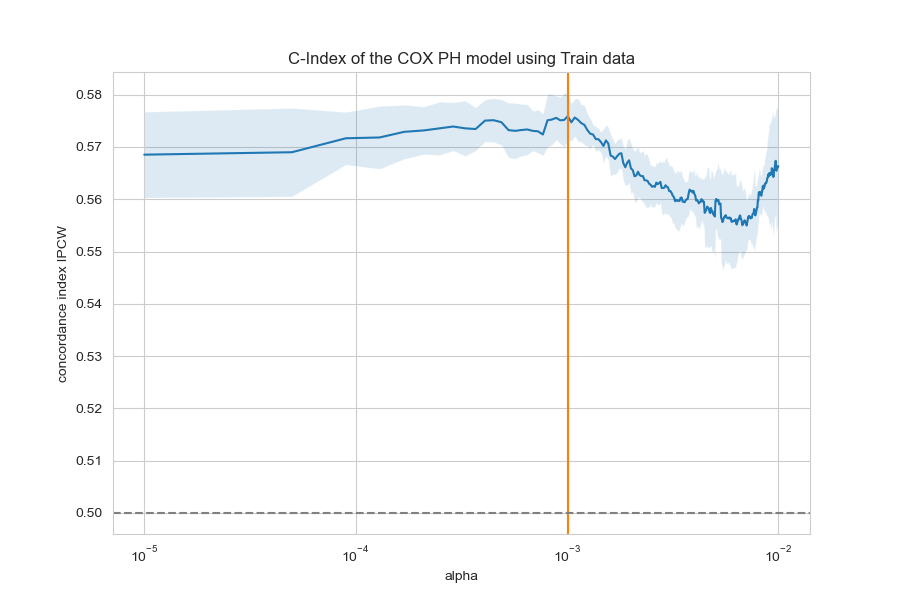 C-Index of the COX PH model using Train data
concordance index IPCW
0.58
0.57
0.56
0.55
0.54
0.53
0.52
0.51
0.50
10⁻⁵ 10⁻⁴ 10⁻³ 10⁻²
alpha